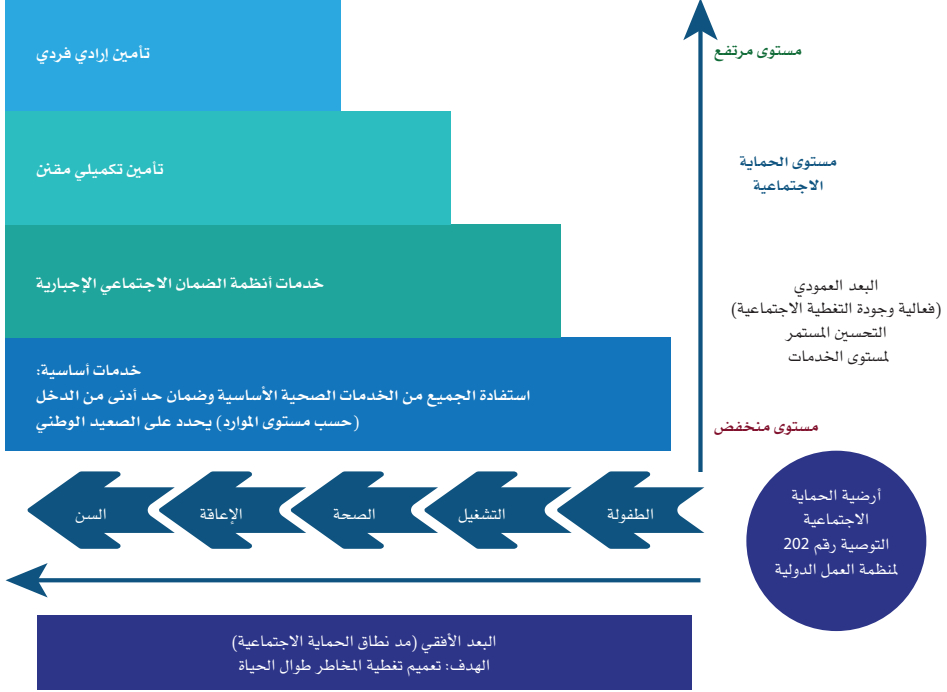 مستوى مرتفع
تأمين إرادي فردي
مستوى الحماية
الاجتماعية
تأمين تكميلي مقنن
البعد العمودي
(فعالية وجودة التغطية الاجتماعية)
التحسين المستمر
لمستوى الخدمات
خدمات أنظمة الضمان الاجتماعي الإجبارية
مستوى منخفض
خدمات أساسية:
استفادة الجميع من الخدمات الصحية الأساسية وضمان حد أدنى من الدخل
(حسب مستوى الموارد) يحدد على الصعيد الوطني
أرضية الحماية
الاجتماعية
التوصية رقم 202
لمنظمة العمل الدولية
الطفولة
التشغيل
الصحة
الإعاقة
السن
البعد الأفقي (مد نطاق الحماية الاجتماعية)
الهدف: تعميم تغطية المخاطر طوال الحياة